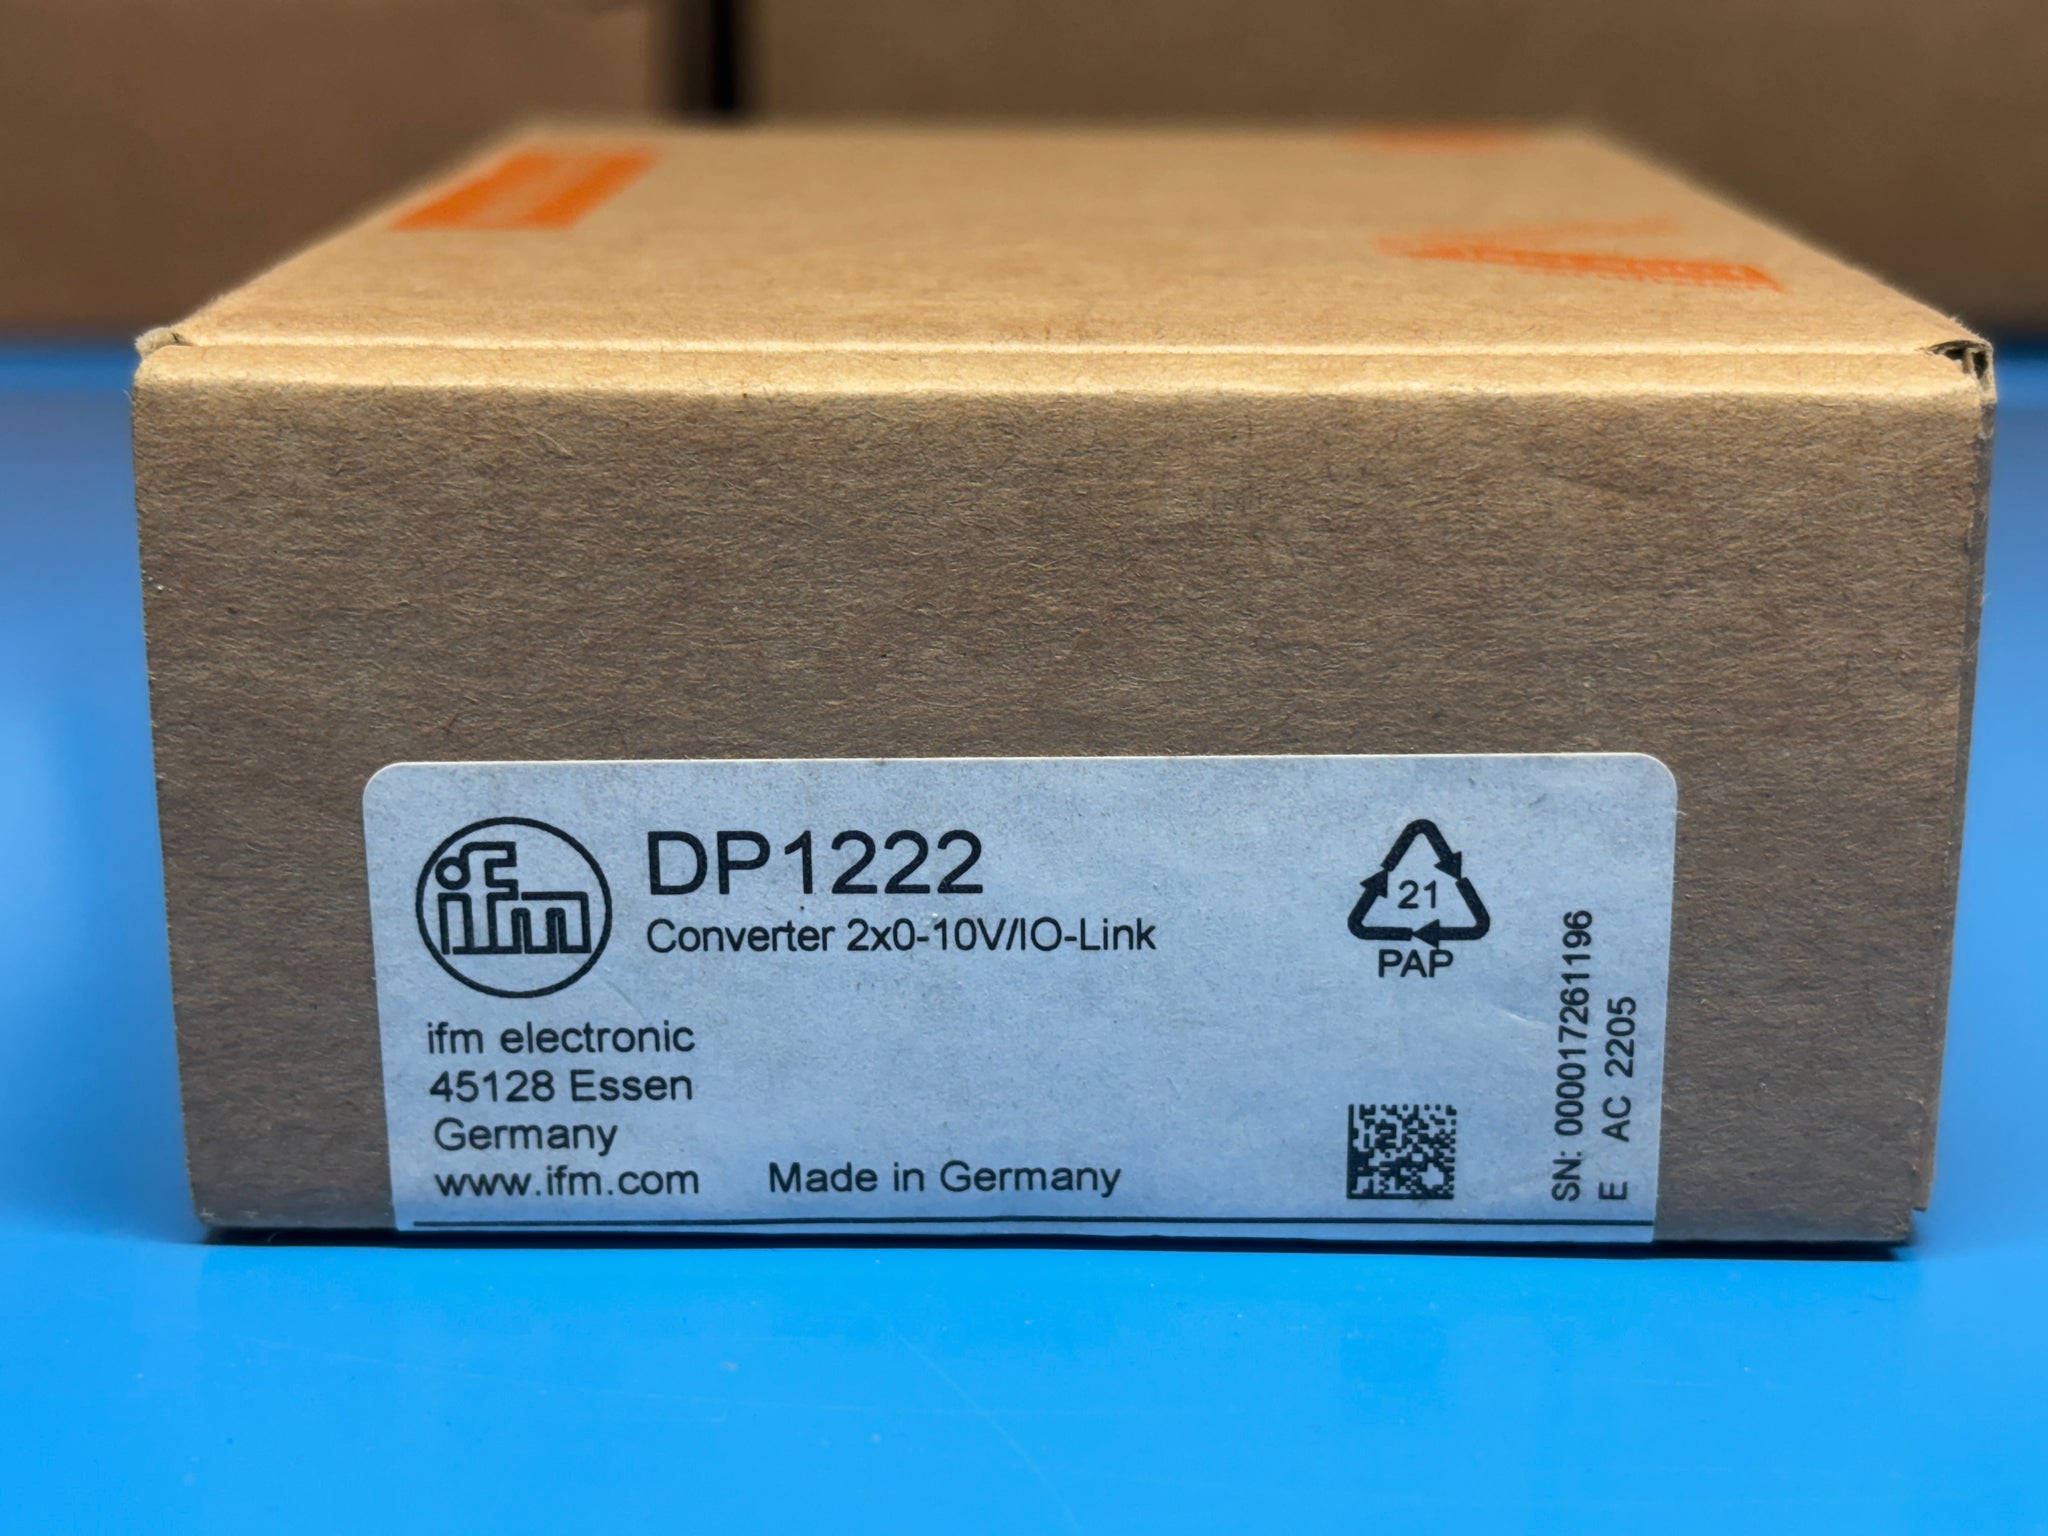 ifm
DP1222
Converter 2x0-10V/IO-Link
ifm electronic
45128 Essen
Germany
www.ifm.com
Made in Germany
21
PAP
SN: 000017261196
E AC 2205